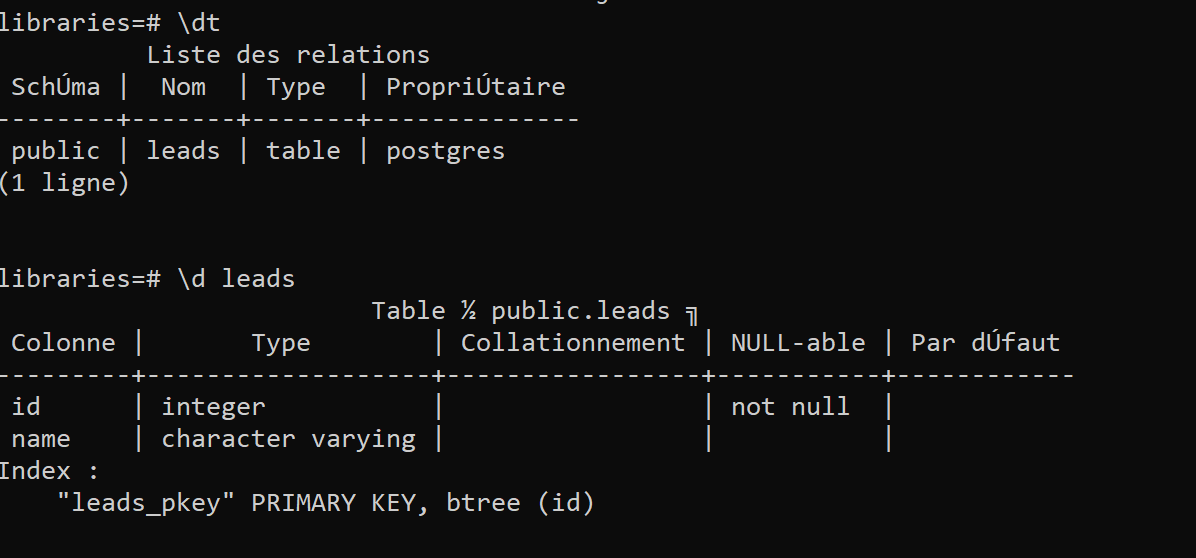 libraries=# \dt
Liste des relations
SchÚma | Nom | Type | PropriÚtaire
--------+-------+-------+--------------
public | leads | table | postgres
(1 ligne)
libraries=# \d leads
Table ½ public.leads ╗
Colonne | Type | Collationnement | NULL-able | Par dÚfaut
---------+-------------------+-----------------+-----------+------------
id | integer | | not null |
name | character varying | | |
Index :
"leads_pkey" PRIMARY KEY, btree (id)